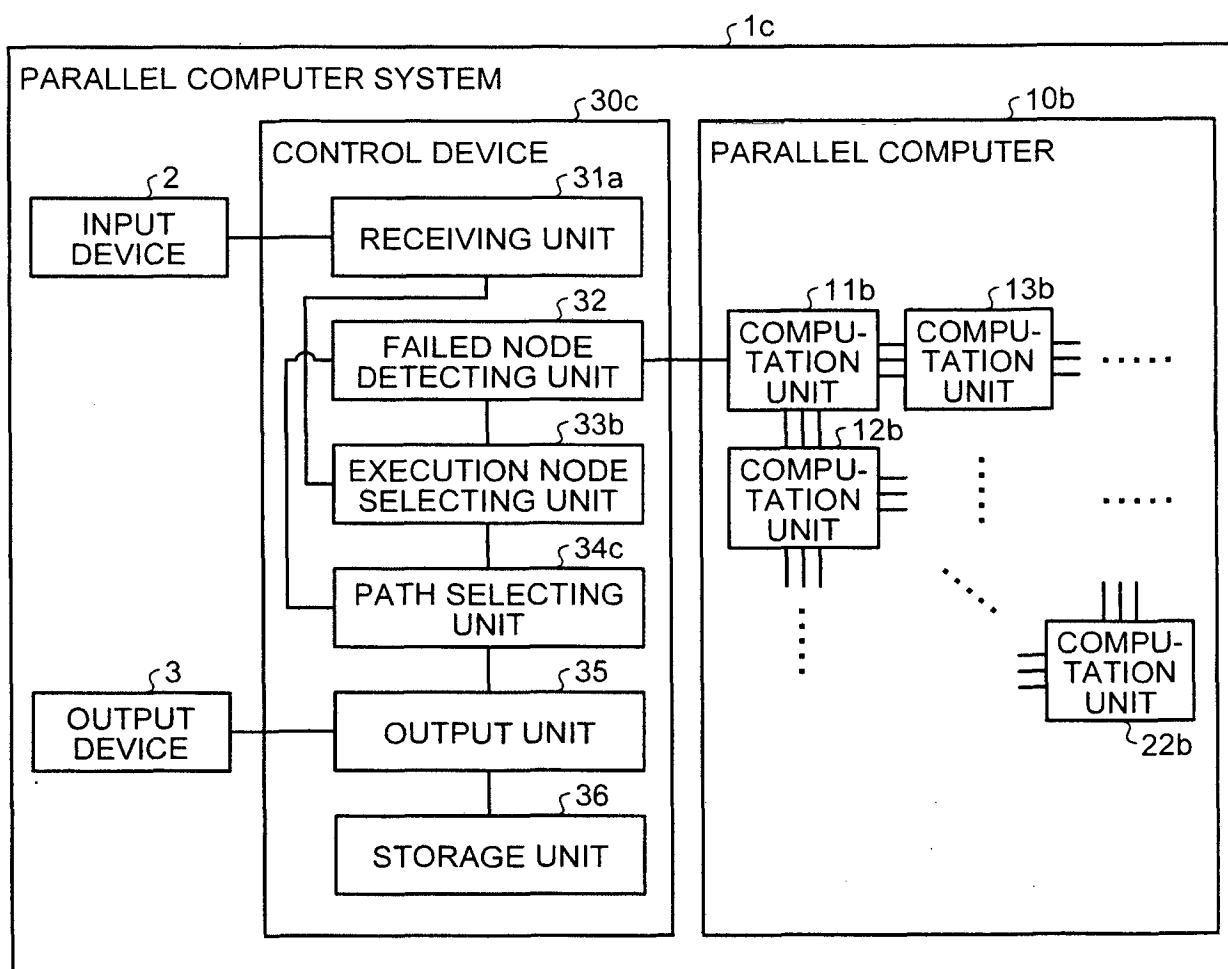 1c
PARALLEL COMPUTER SYSTEM
30c
CONTROL DEVICE
2
INPUT
DEVICE
31a
RECEIVING UNIT
32
FAILED NODE
DETECTING UNIT
33b
EXECUTION NODE
SELECTING UNIT
34c
PATH SELECTING
UNIT
3
OUTPUT
DEVICE
35
OUTPUT UNIT
36
STORAGE UNIT
10b
PARALLEL COMPUTER
11b
COMPU-
TATION
UNIT
13b
COMPU-
TATION
UNIT
12b
COMPU-
TATION
UNIT
COMPU-
TATION
UNIT
22b